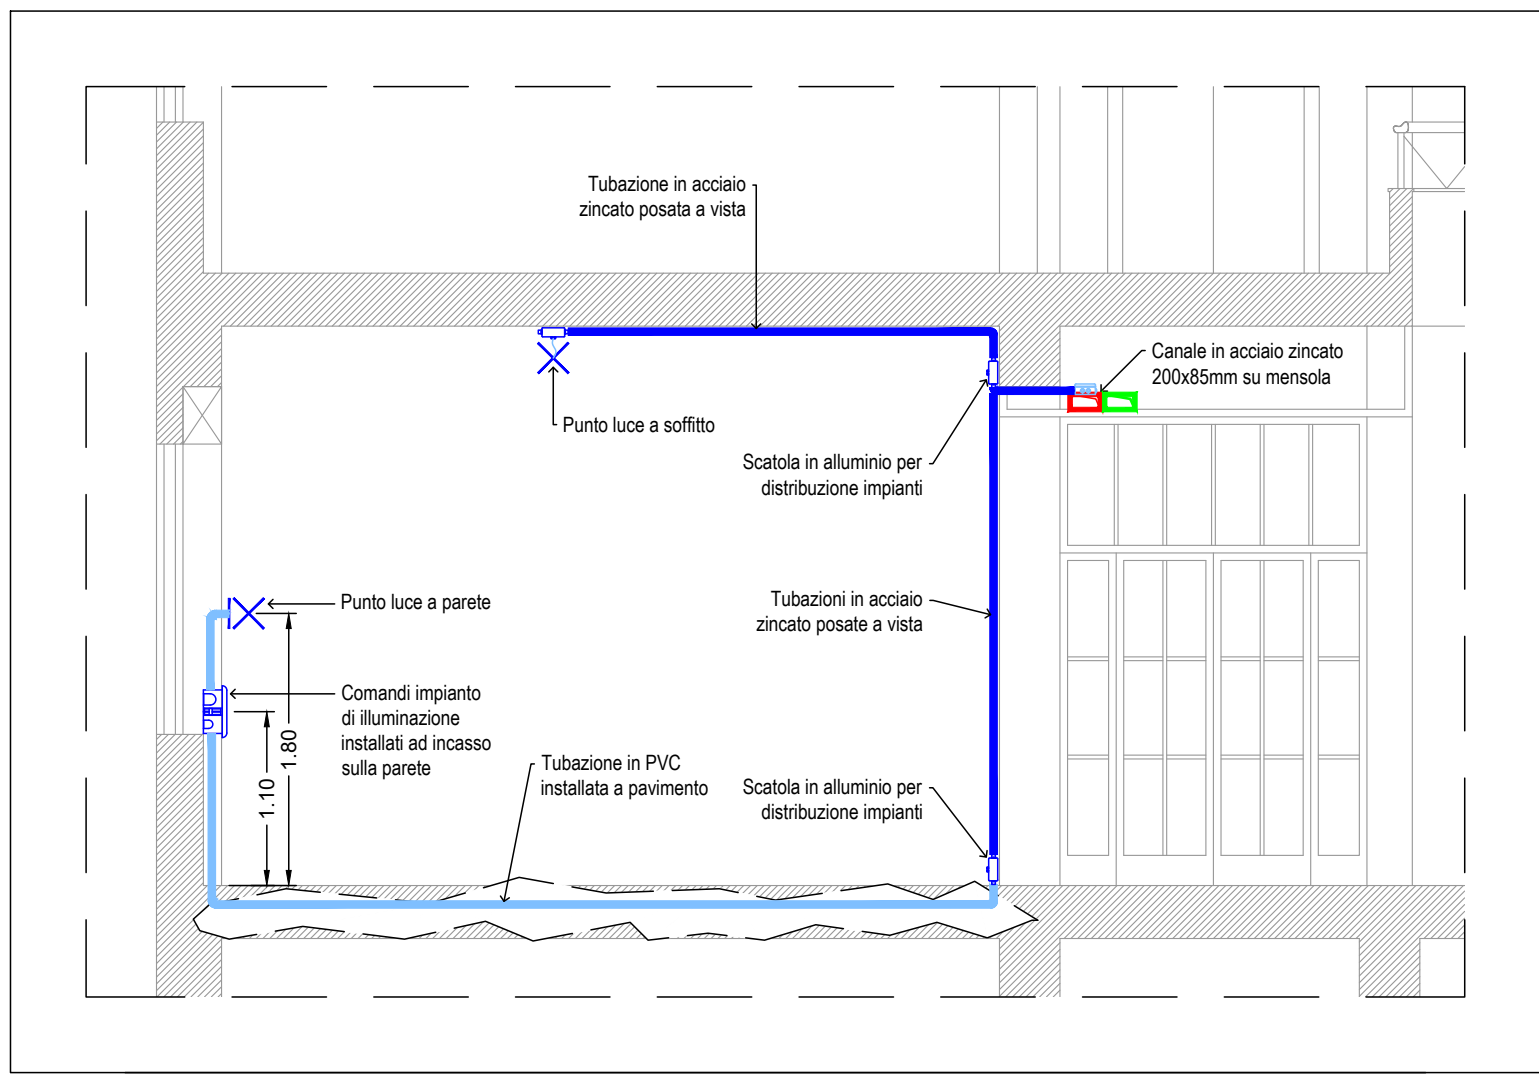 Tubazione in acciaio
zincato posata a vista
Canale in acciaio zincato
200x85mm su mensola
Punto luce a soffitto
Scatola in alluminio per
distribuzione impianti
Punto luce a parete
Tubazioni in acciaio
zincato posate a vista
Comandi impianto
di illuminazione
installati ad incasso
sulla parete
1.80
1.10
Tubazione in PVC
installata a pavimento
Scatola in alluminio per
distribuzione impianti